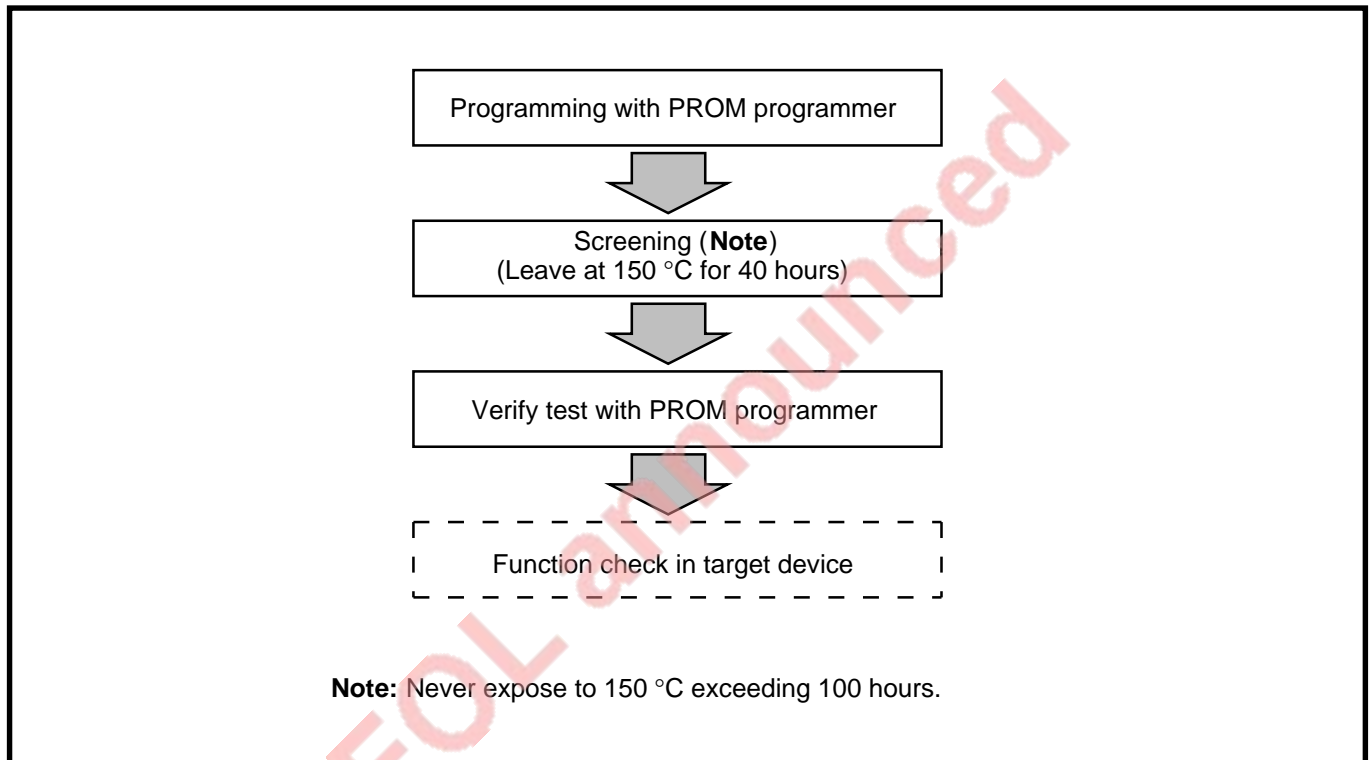 Programming with PROM programmer
Screening (Note)
(Leave at 150 °C for 40 hours)
Verify test with PROM programmer
Function check in target device
Note: Never expose to 150 °C exceeding 100 hours.
EOL announced